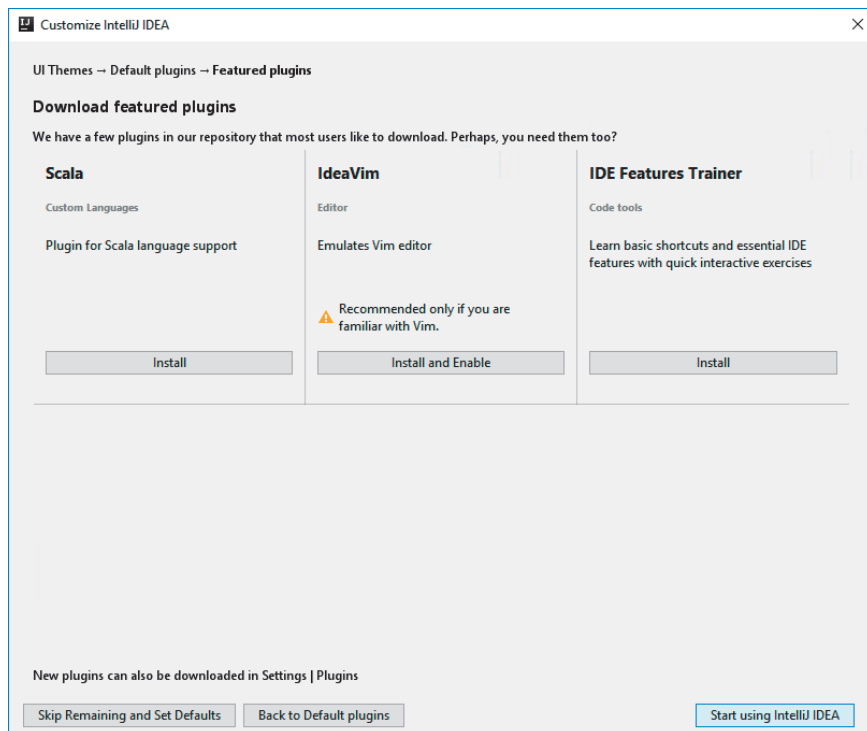 Customize IntelliJ IDEA
UI Themes → Default plugins → Featured plugins
Download featured plugins
We have a few plugins in our repository that most users like to download. Perhaps, you need them too?
Scala
Custom Languages
Plugin for Scala language support
Install
IdeaVim
Editor
Emulates Vim editor
Recommended only if you are
familiar with Vim.
Install and Enable
IDE Features Trainer
Code tools
Learn basic shortcuts and essential IDE
features with quick interactive exercises
Install
New plugins can also be downloaded in Settings | Plugins
Skip Remaining and Set Defaults
Back to Default plugins
Start using IntelliJ IDEA